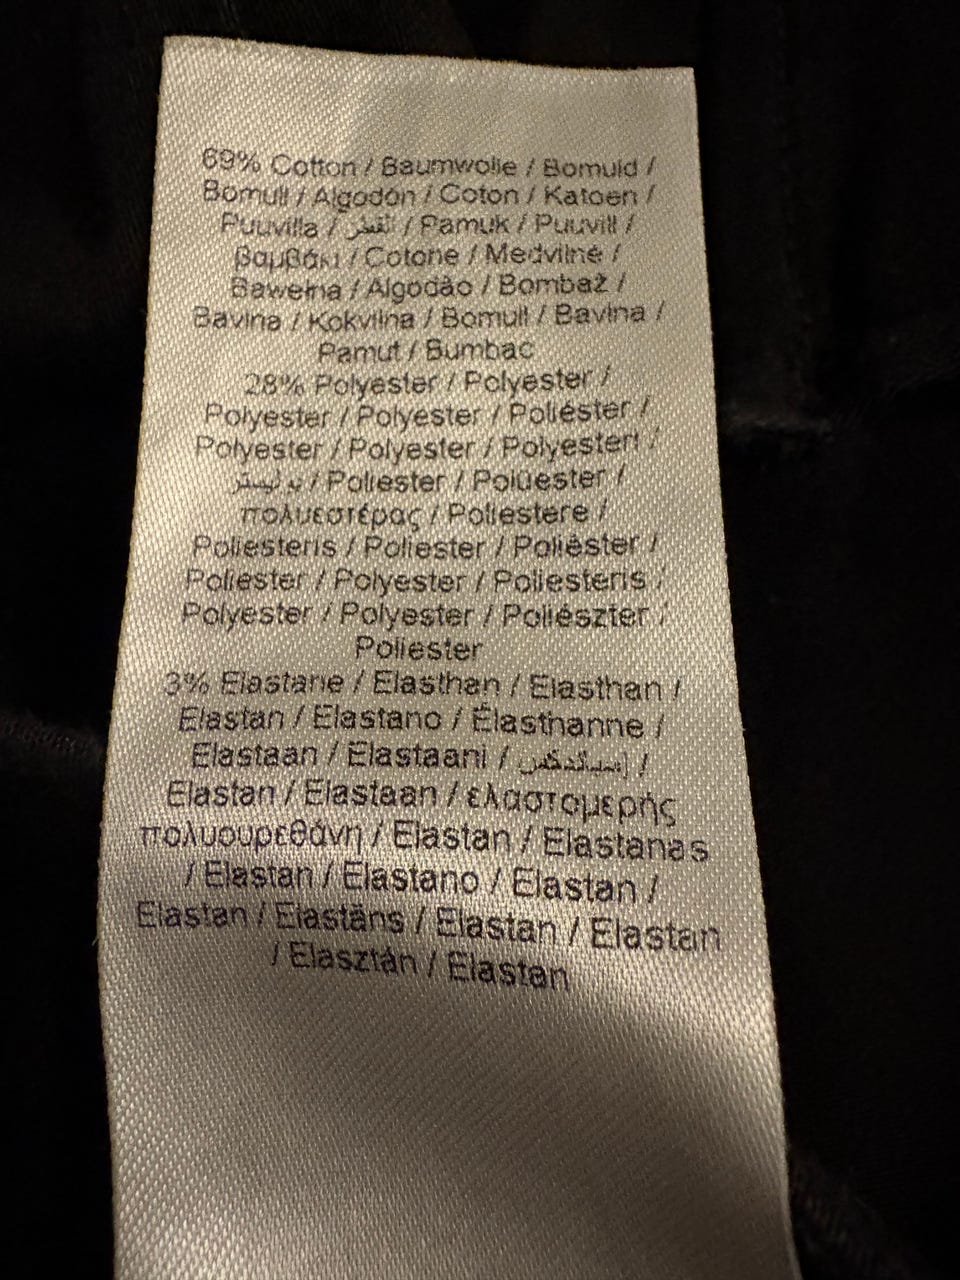 69% Cotton / Baumwolle / Bomuld /
Bomull / Algodón / Coton / Katoen /
Puuvilla / القطن / Pamuk / Puuvill /
βαμβάκι / Cotone / Medvilnė /
Bawełna / Algodão / Bombaž /
Bavlna / Kokvilna / Bomull / Bavlna /
Pamut / Bumbac
28% Polyester / Polyester /
Polyester / Polyester / Poliéster /
Polyester / Polyester / Polyesteri /
بوليستر / Poliester / Polüester /
πολυεστέρας / Poliestere /
Poliesteris / Poliester / Poliéster /
Poliester / Polyester / Poliesteris /
Polyester / Polyester / Poliészter /
Poliester
3% Elastane / Elasthan / Elasthan /
Elastan / Elastano / Élasthanne /
Elastaan / Elastaani / /
Elastan / Elastaan / ελαστομερής
πολυουρεθάνη / Elastan / Elastanas
/ Elastan / Elastano / Elastan /
Elastan / Elastāns / Elastan / Elastan
/ Elasztán / Elastan